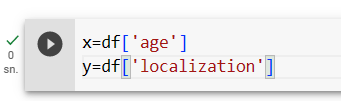 x=df['age']
y=df['localization']
0
sn.